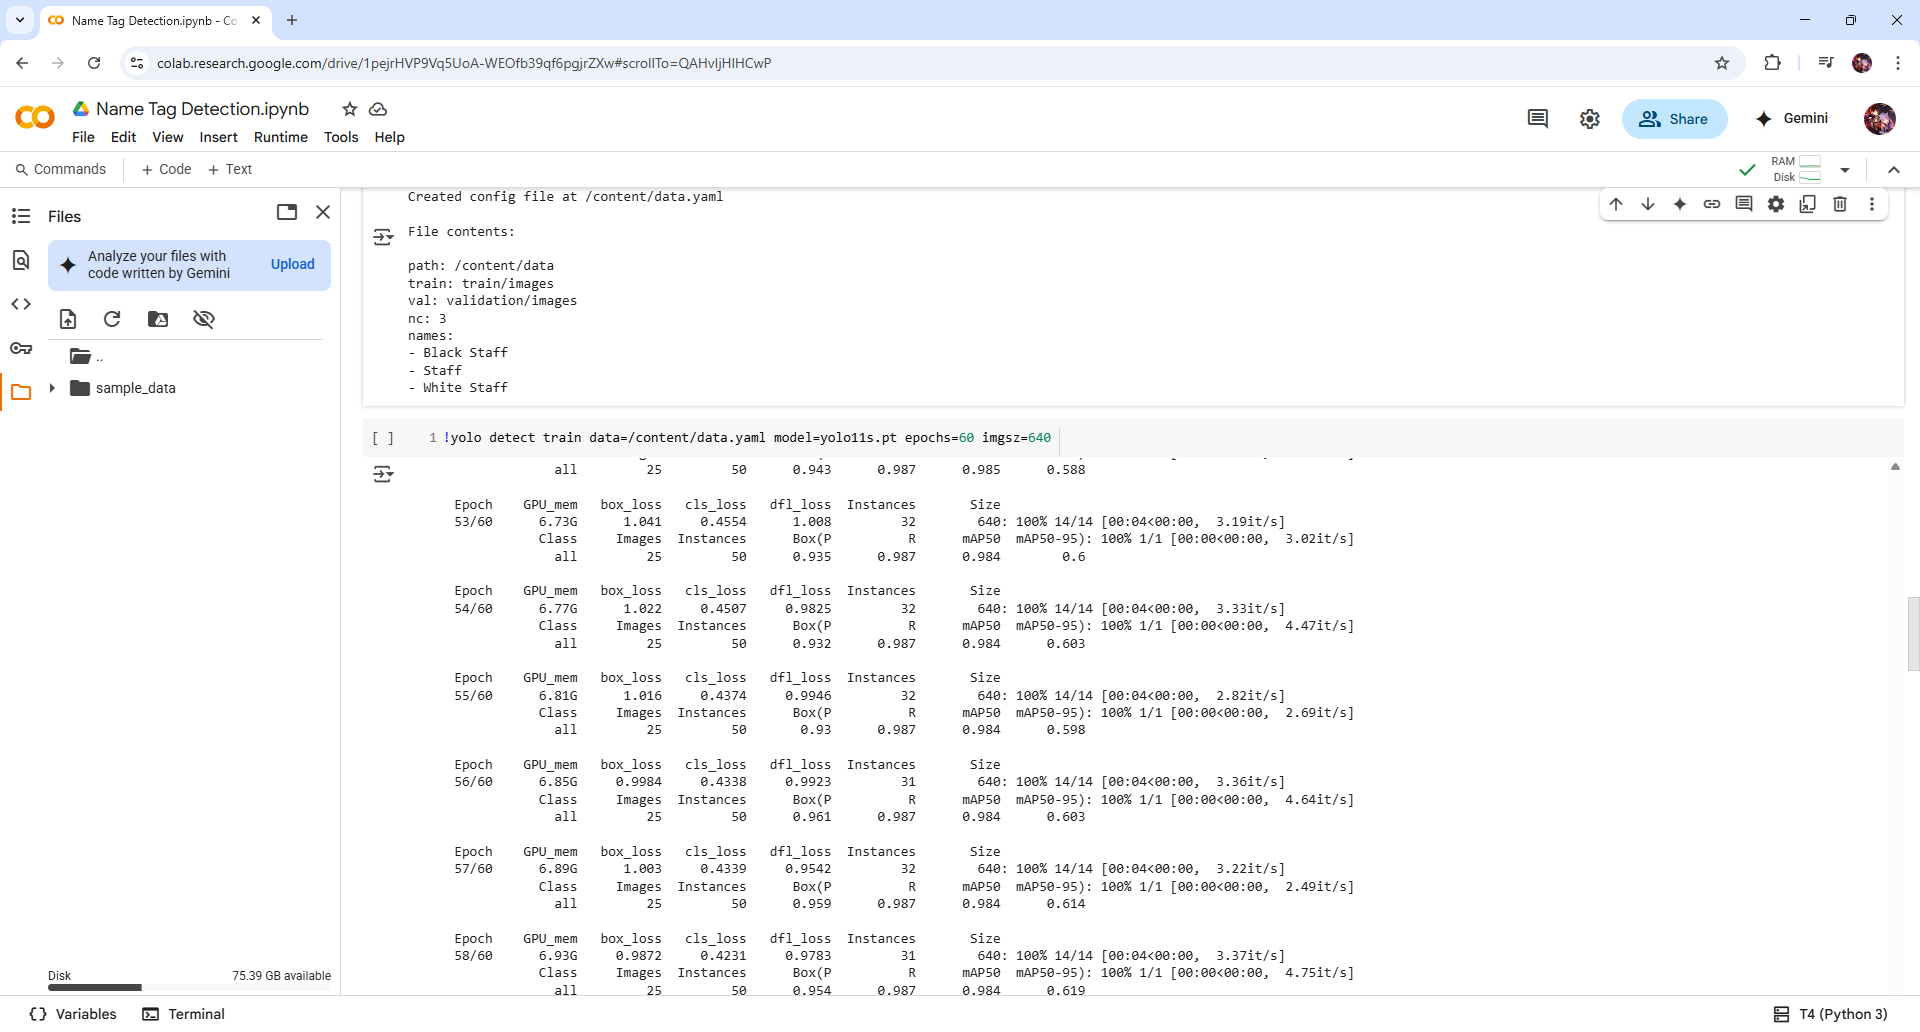 Name Tag Detection.ipynb - Co
colab.research.google.com/drive/1pejrHVP9Vq5UoA-WEOfb39qf6pgjrZXw#scrollTo=QAHvIjHIHCwP
Name Tag Detection.ipynb
File Edit View Insert Runtime Tools Help
Share
Gemini
Commands + Code + Text
RAM
Disk
Files
Analyze your files with
code written by Gemini
Upload
..
sample_data
Disk 75.39 GB available
Created config file at /content/data.yaml
File contents:
path: /content/data
train: train/images
val: validation/images
nc: 3
names:
- Black Staff
- Staff
- White Staff
[ ] 1 !yolo detect train data=/content/data.yaml model=yolo11s.pt epochs=60 imgsz=640
all 25 50 0.943 0.987 0.985 0.588
Epoch GPU_mem box_loss cls_loss dfl_loss Instances Size
53/60 6.73G 1.041 0.4554 1.008 32 640: 100% 14/14 [00:04<00:00, 3.19it/s]
Class Images Instances Box(P R mAP50 mAP50-95): 100% 1/1 [00:00<00:00, 3.02it/s]
all 25 50 0.935 0.987 0.984 0.6
Epoch GPU_mem box_loss cls_loss dfl_loss Instances Size
54/60 6.77G 1.022 0.4507 0.9825 32 640: 100% 14/14 [00:04<00:00, 3.33it/s]
Class Images Instances Box(P R mAP50 mAP50-95): 100% 1/1 [00:00<00:00, 4.47it/s]
all 25 50 0.932 0.987 0.984 0.603
Epoch GPU_mem box_loss cls_loss dfl_loss Instances Size
55/60 6.81G 1.016 0.4374 0.9946 32 640: 100% 14/14 [00:04<00:00, 2.82it/s]
Class Images Instances Box(P R mAP50 mAP50-95): 100% 1/1 [00:00<00:00, 2.69it/s]
all 25 50 0.93 0.987 0.984 0.598
Epoch GPU_mem box_loss cls_loss dfl_loss Instances Size
56/60 6.85G 0.9984 0.4338 0.9923 31 640: 100% 14/14 [00:04<00:00, 3.36it/s]
Class Images Instances Box(P R mAP50 mAP50-95): 100% 1/1 [00:00<00:00, 4.64it/s]
all 25 50 0.961 0.987 0.984 0.603
Epoch GPU_mem box_loss cls_loss dfl_loss Instances Size
57/60 6.89G 1.003 0.4339 0.9542 32 640: 100% 14/14 [00:04<00:00, 3.22it/s]
Class Images Instances Box(P R mAP50 mAP50-95): 100% 1/1 [00:00<00:00, 2.49it/s]
all 25 50 0.959 0.987 0.984 0.614
Epoch GPU_mem box_loss cls_loss dfl_loss Instances Size
58/60 6.93G 0.9872 0.4231 0.9783 31 640: 100% 14/14 [00:04<00:00, 3.37it/s]
Class Images Instances Box(P R mAP50 mAP50-95): 100% 1/1 [00:00<00:00, 4.75it/s]
all 25 50 0.954 0.987 0.984 0.619
Variables Terminal
T4 (Python 3)